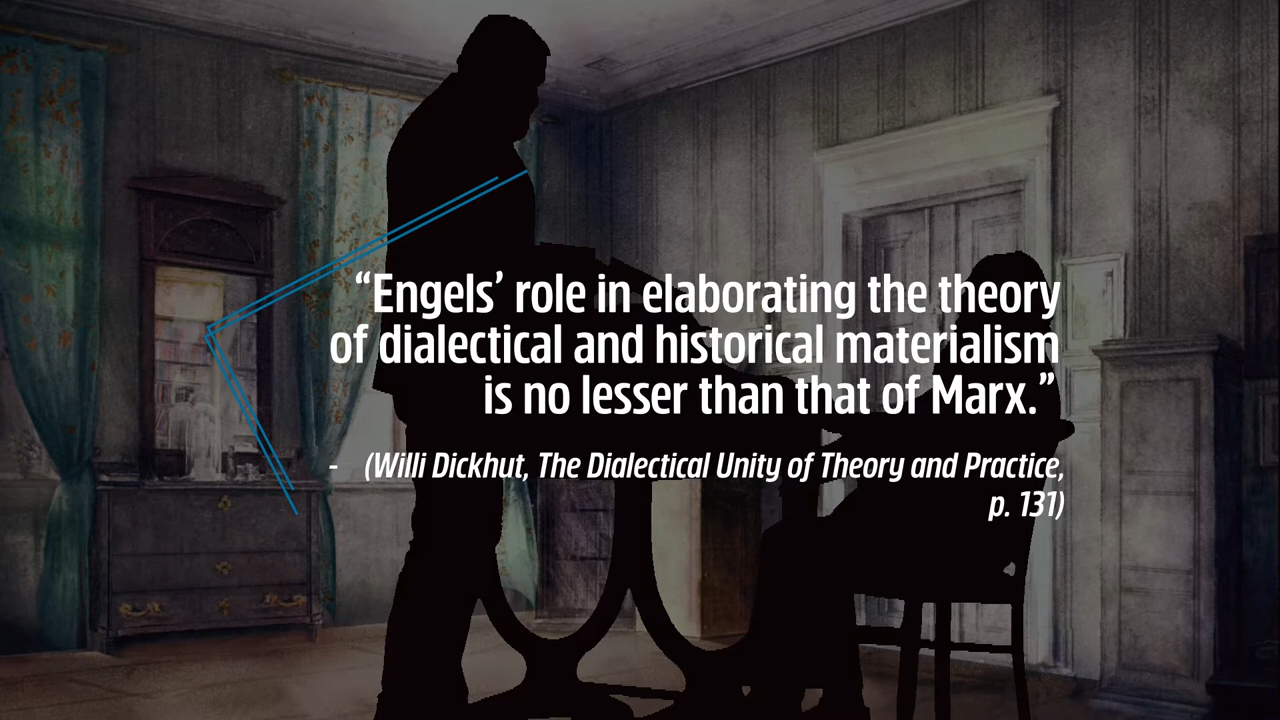 “Engels’ role in elaborating the theory
of dialectical and historical materialism
is no lesser than that of Marx.”
- (Willi Dickhut, The Dialectical Unity of Theory and Practice,
p. 131)